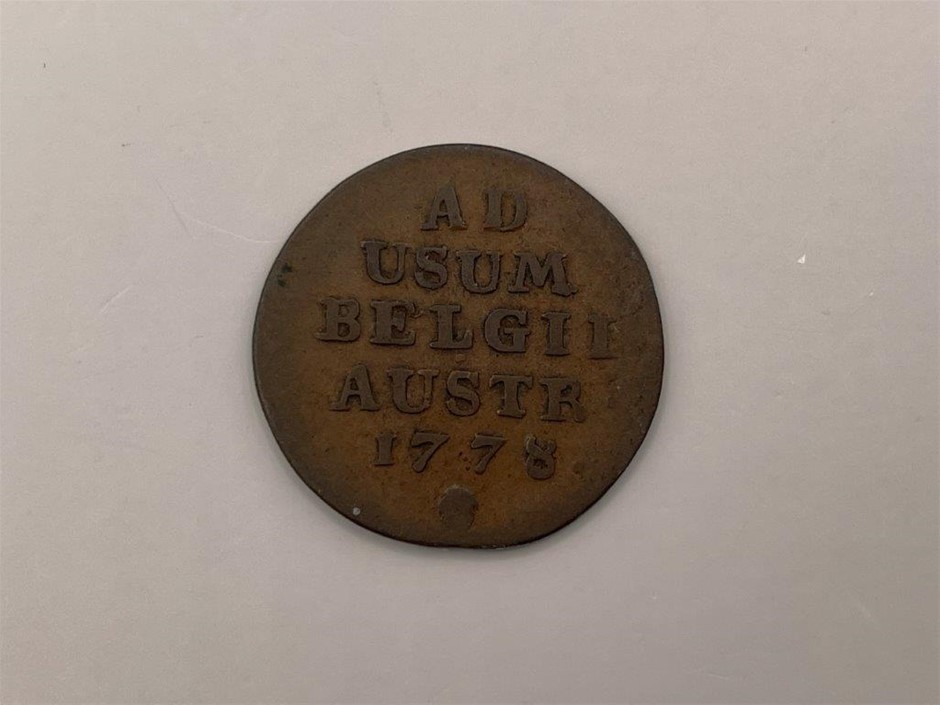 AD
USUM
BELGII
AUSTR
1778